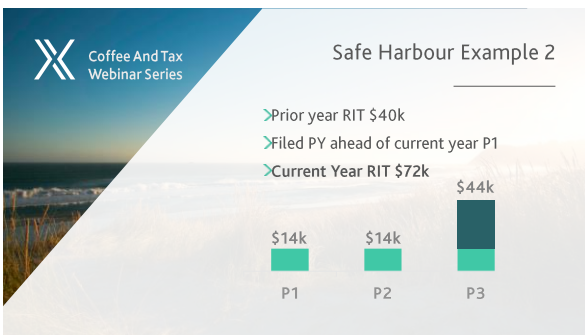 Coffee And Tax
Webinar Series
Safe Harbour Example 2
Prior year RIT $40k
Filed PY ahead of current year P1
Current Year RIT $72k
$44k
$14k
$14k
P1
P2
P3